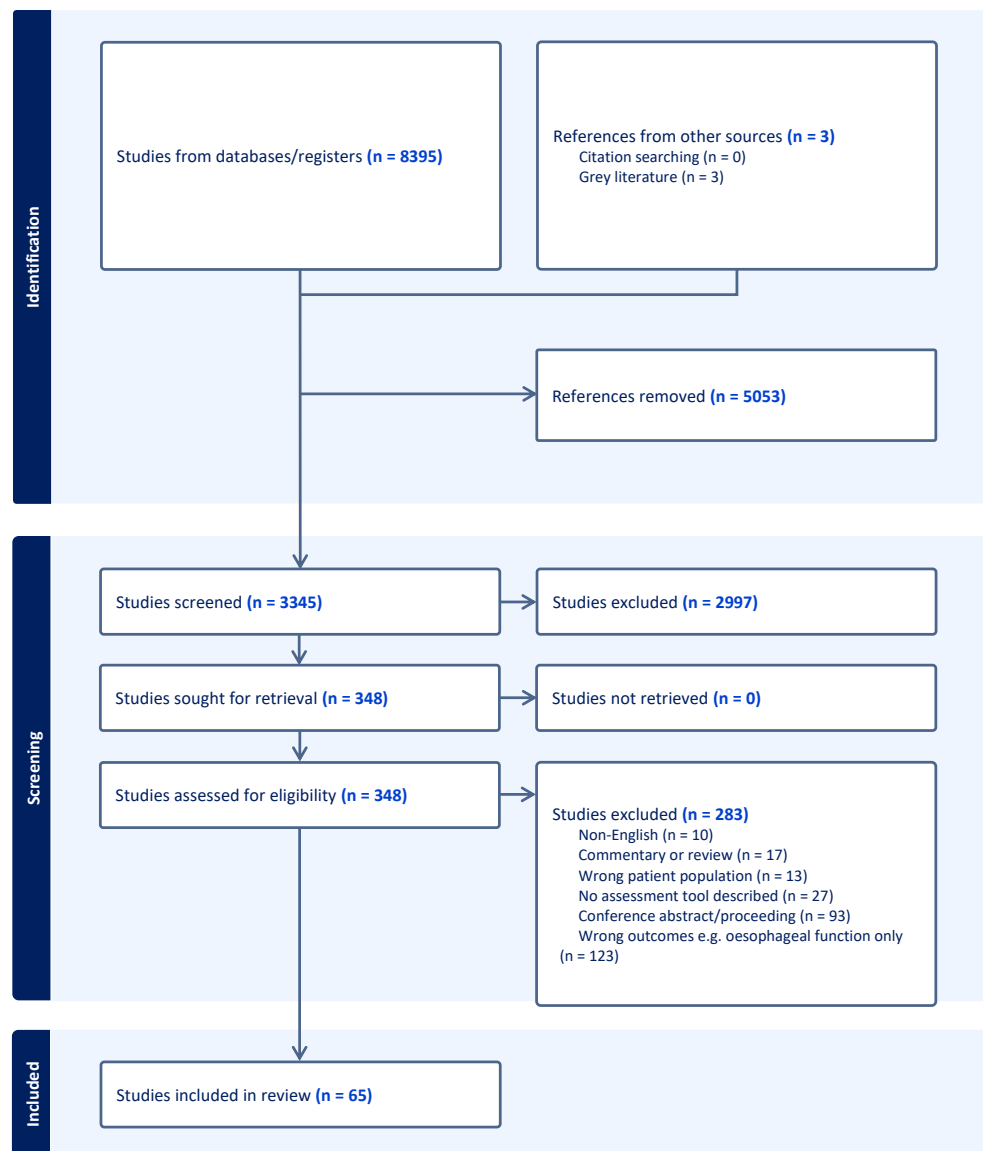 Identification
Studies from databases/registers (n = 8395)
References from other sources (n = 3)
Citation searching (n = 0)
Grey literature (n = 3)
References removed (n = 5053)
Screening
Studies screened (n = 3345)
Studies excluded (n = 2997)
Studies sought for retrieval (n = 348)
Studies not retrieved (n = 0)
Studies assessed for eligibility (n = 348)
Studies excluded (n = 283)
Non-English (n = 10)
Commentary or review (n = 17)
Wrong patient population (n = 13)
No assessment tool described (n = 27)
Conference abstract/proceeding (n = 93)
Wrong outcomes e.g. oesophageal function only
(n = 123)
Included
Studies included in review (n = 65)